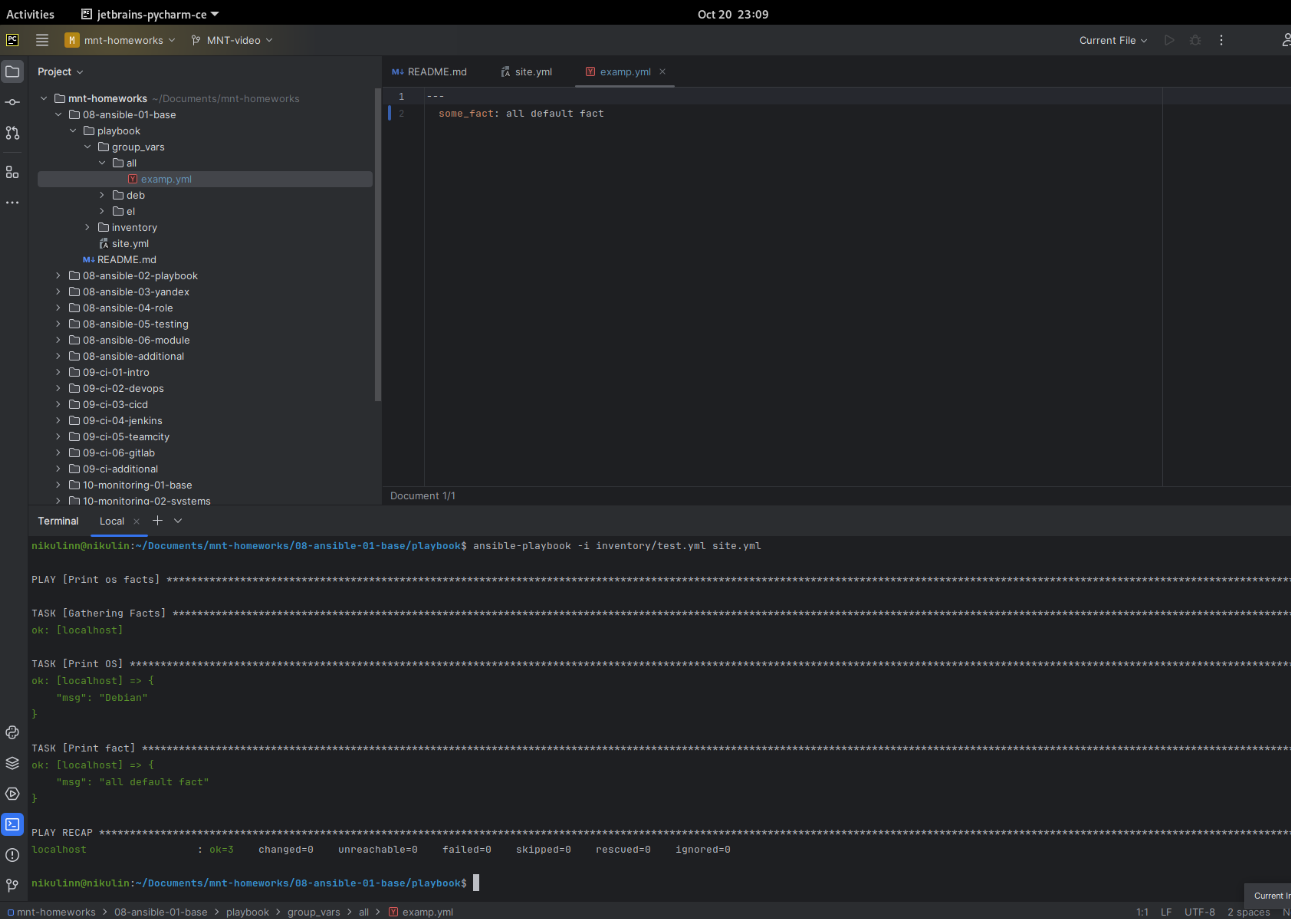 Activities jetbrains-pycharm-ce Oct 20 23:09
PC M mnt-homeworks MNT-video Current File
Project
README.md site.yml examp.yml
mnt-homeworks ~/Documents/mnt-homeworks
08-ansible-01-base
playbook
group_vars
all
examp.yml
deb
el
inventory
site.yml
README.md
08-ansible-02-playbook
08-ansible-03-yandex
08-ansible-04-role
08-ansible-05-testing
08-ansible-06-module
08-ansible-additional
09-ci-01-intro
09-ci-02-devops
09-ci-03-cicd
09-ci-04-jenkins
09-ci-05-teamcity
09-ci-06-gitlab
09-ci-additional
10-monitoring-01-base
10-monitoring-02-systems
1 ---
2 some_fact: all default fact
Document 1/1
Terminal Local
nikulinn@nikulin:~/Documents/mnt-homeworks/08-ansible-01-base/playbook$ ansible-playbook -i inventory/test.yml site.yml
PLAY [Print os facts] ****
TASK [Gathering Facts] ****
ok: [localhost]
TASK [Print OS] ****
ok: [localhost] => {
"msg": "Debian"
}
TASK [Print fact] ****
ok: [localhost] => {
"msg": "all default fact"
}
PLAY RECAP ****
localhost : ok=3 changed=0 unreachable=0 failed=0 skipped=0 rescued=0 ignored=0
nikulinn@nikulin:~/Documents/mnt-homeworks/08-ansible-01-base/playbook$
Current In
mnt-homeworks > 08-ansible-01-base > playbook > group_vars > all > examp.yml 1:1 LF UTF-8 2 spaces N